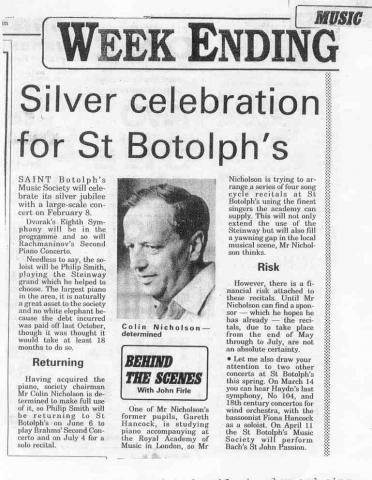 MUSIC
WEEK ENDING
Silver celebration
for St Botolph's
SAINT Botolph's
Music Society will cele-
brate its silver jubilee
with a large-scale con-
cert on February 8.
Dvorak's Eighth Sym-
phony will be in the
programme and so will
Rachmaninov's Second
Piano Concerto.
Needless to say, the so-
loist will be Philip Smith,
playing the Steinway
grand which he helped to
choose. The largest piano
in the area, it is naturally
a great asset to the society
and no white elephant be-
cause the debt incurred
was paid off last October,
though it was thought it
would take at least 18
months to do so.
Returning
Having acquired the
piano, society chairman
Mr Colin Nicholson is de-
termined to make full use
of it, so Philip Smith will
be returning to St
Botolph's on June 6 to
play Brahms' Second Con-
certo and on July 4 for a
solo recital.
Colin Nicholson —
determined
BEHIND
THE SCENES
With John Firle
One of Mr Nicholson's
former pupils, Gareth
Hancock, is studying
piano accompanying at
the Royal Academy of
Music in London, so Mr
Nicholson is trying to ar-
range a series of four song
cycle recitals at St
Botolph's using the finest
singers the academy can
supply. This will not only
extend the use of the
Steinway but will also fill
a yawning gap in the local
musical scene, Mr Nichol-
son thinks.
Risk
However, there is a fi-
nancial risk attached to
these recitals. Until Mr
Nicholson can find a spon-
sor — which he hopes he
has already — the reci-
tals, due to take place
from the end of May
through to July, are not
an absolute certainty.
• Let me also draw your
attention to two other
concerts at St Botolph's
this spring. On March 14
you can hear Haydn's last
symphony, No 104, and
18th century concertos for
wind orchestra, with the
bassoonist Fiona Hancock
as a soloist. On April 11
the St Botolph's Music
Society will perform
Bach's St John Passion.